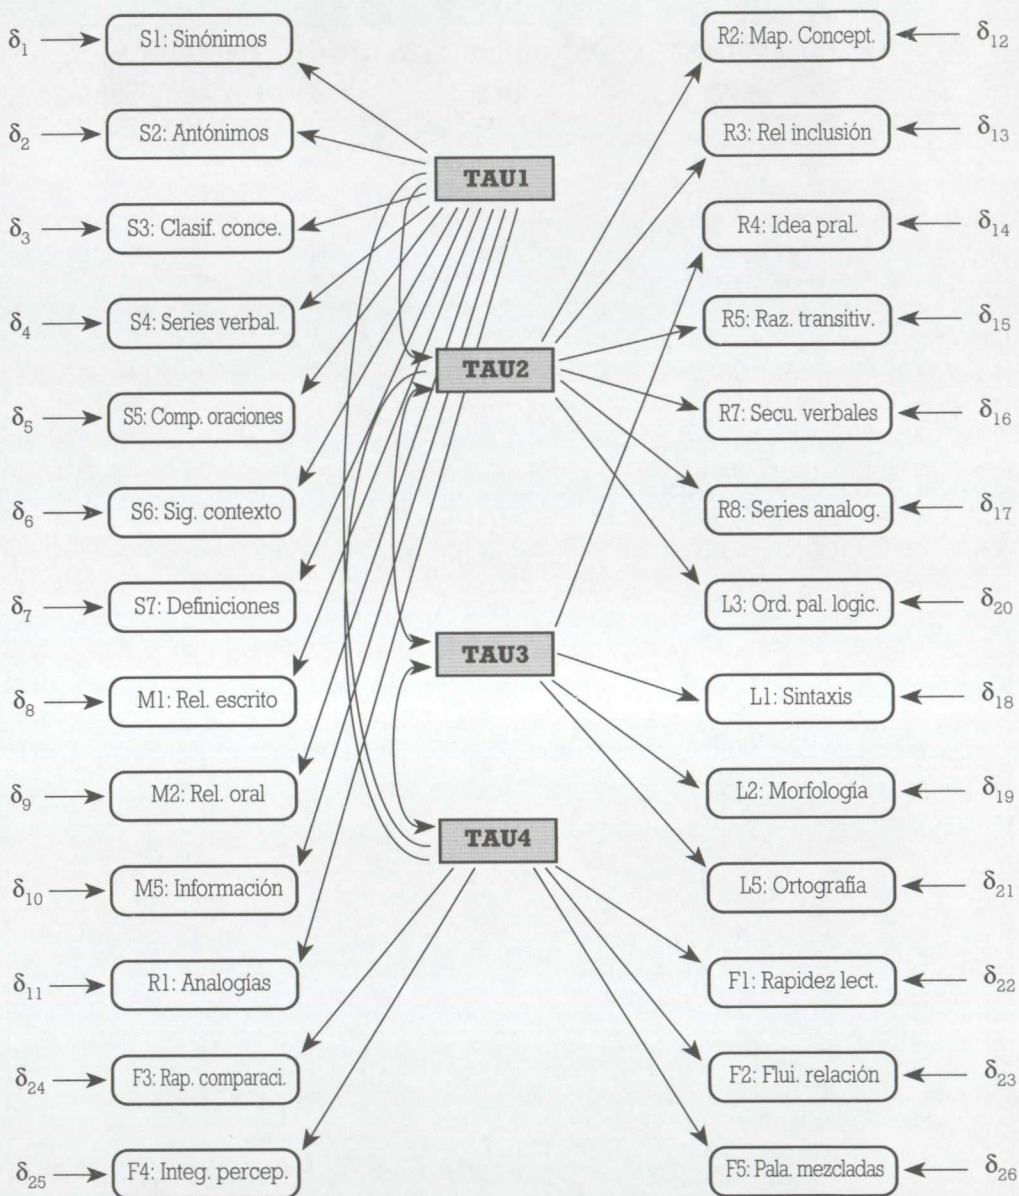 δ1 S1: Sinónimos
δ2 S2: Antónimos
δ3 S3: Clasif. conce.
δ4 S4: Series verbal.
δ5 S5: Comp. oraciones
δ6 S6: Sig. contexto
δ7 S7: Definiciones
δ8 M1: Rel. escrito
δ9 M2: Rel. oral
δ10 M5: Información
δ11 R1: Analogías
δ24 F3: Rap. comparaci.
δ25 F4: Integ. percep.
TAU1
TAU2
TAU3
TAU4
R2: Map. Concept. δ12
R3: Rel inclusión δ13
R4: Idea pral. δ14
R5: Raz. transitiv. δ15
R7: Secu. verbales δ16
R8: Series analog. δ17
L3: Ord. pal. logic. δ20
L1: Sintaxis δ18
L2: Morfología δ19
L5: Ortografía δ21
F1: Rapidez lect. δ22
F2: Flui. relación δ23
F5: Pala. mezcladas δ26